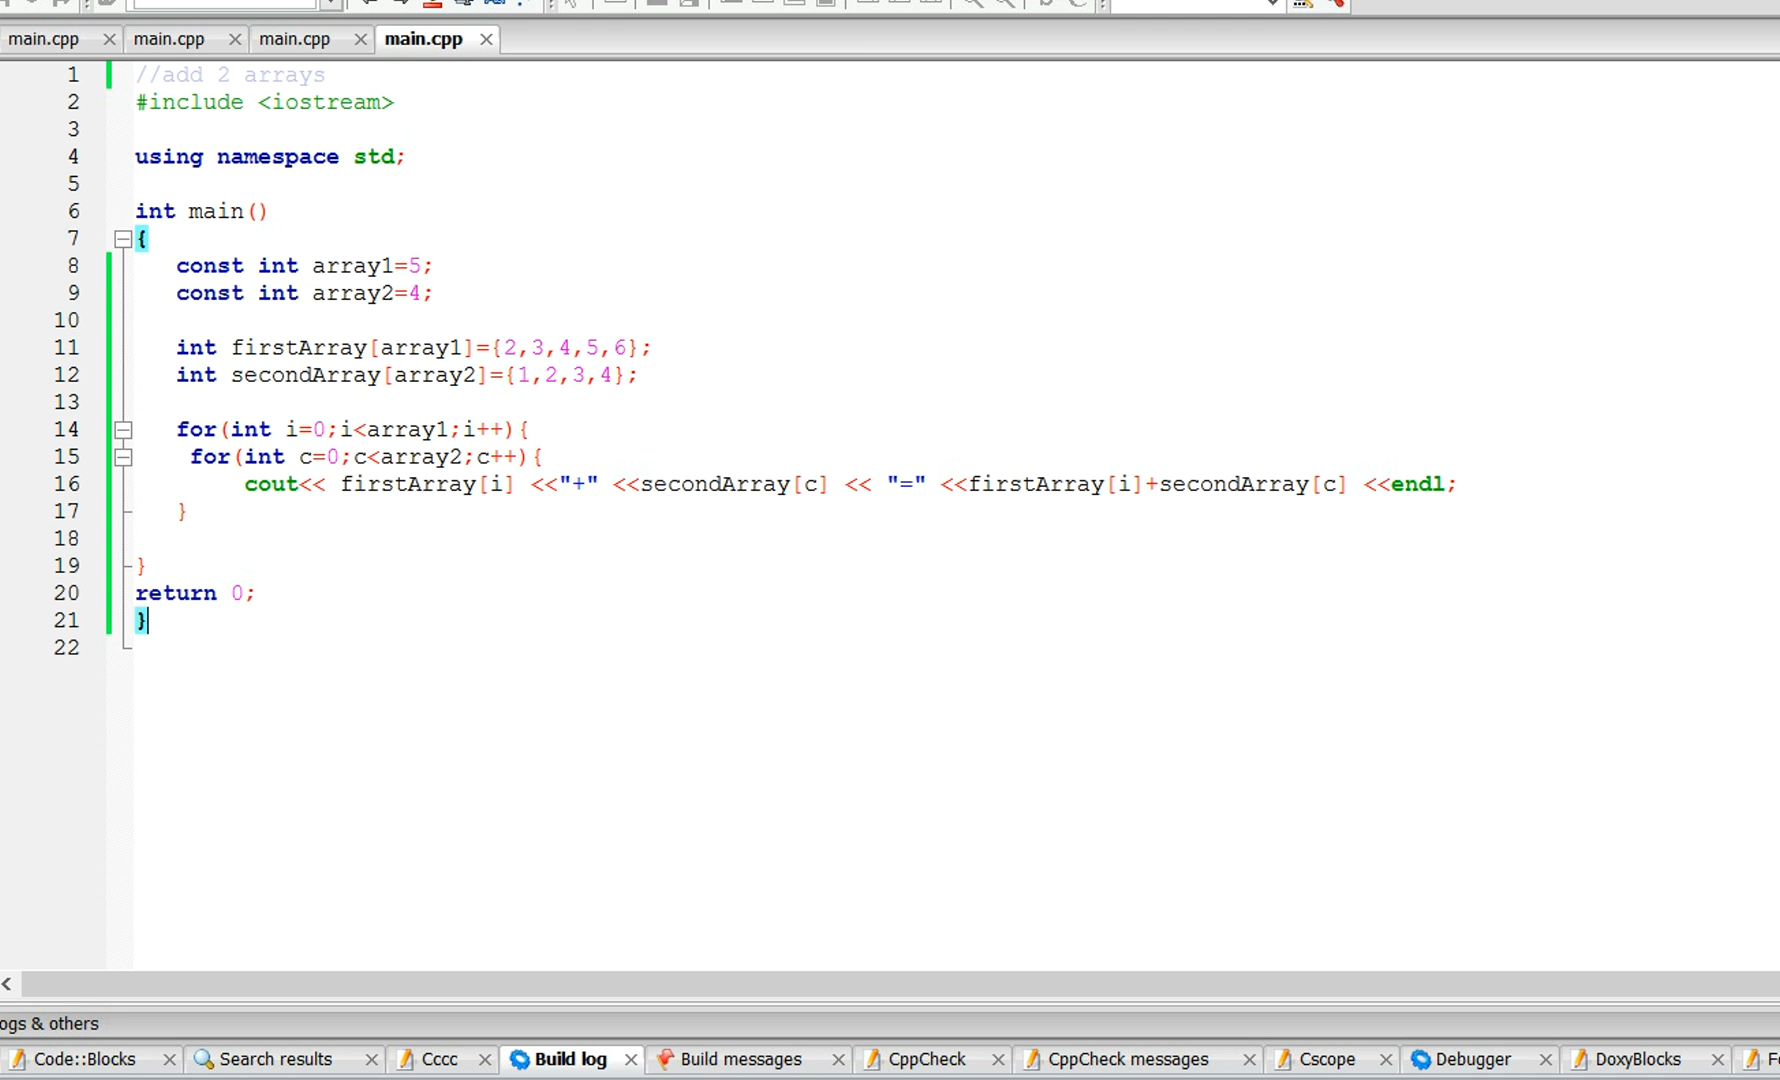 main.cpp main.cpp main.cpp main.cpp
1 //add 2 arrays
2 #include <iostream>
3
4 using namespace std;
5
6 int main()
7 {
8 const int array1=5;
9 const int array2=4;
10
11 int firstArray[array1]={2,3,4,5,6};
12 int secondArray[array2]={1,2,3,4};
13
14 for(int i=0;i<array1;i++){
15 for(int c=0;c<array2;c++){
16 cout<< firstArray[i] <<"+" <<secondArray[c] << "=" <<firstArray[i]+secondArray[c] <<endl;
17 }
18
19 }
20 return 0;
21 }
22
ogs & others
Code::Blocks Search results Cccc Build log Build messages CppCheck CppCheck messages Cscope Debugger DoxyBlocks